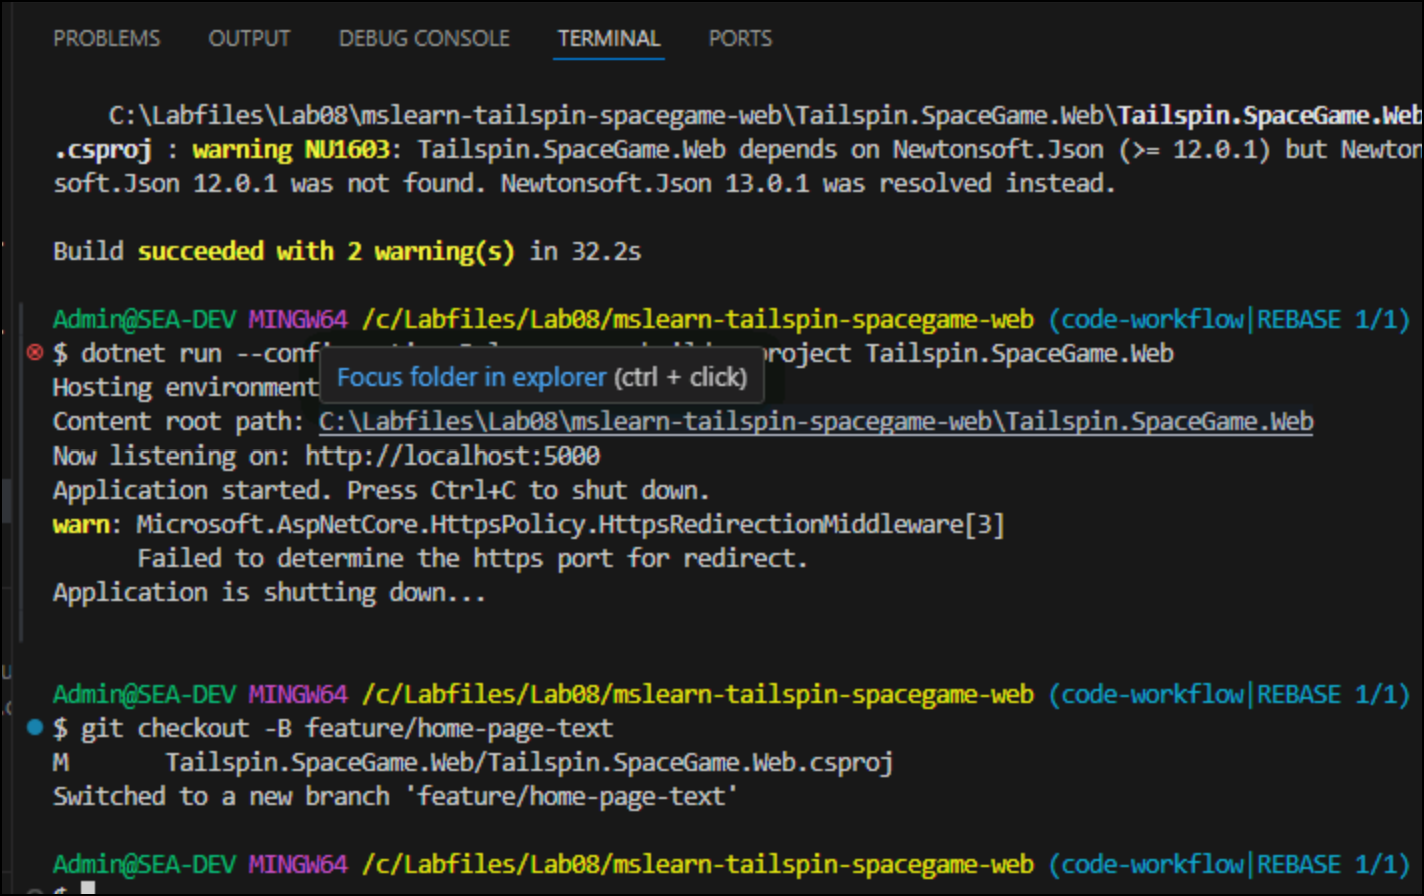 PROBLEMS OUTPUT DEBUG CONSOLE TERMINAL PORTS
C:\Labfiles\Lab08\mslearn-tailspin-spacegame-web\Tailspin.SpaceGame.Web\Tailspin.SpaceGame.Web
.csproj : warning NU1603: Tailspin.SpaceGame.Web depends on Newtonsoft.Json (>= 12.0.1) but Newton
soft.Json 12.0.1 was not found. Newtonsoft.Json 13.0.1 was resolved instead.
Build succeeded with 2 warning(s) in 32.2s
Admin@SEA-DEV MINGW64 /c/Labfiles/Lab08/mslearn-tailspin-spacegame-web (code-workflow|REBASE 1/1)
$ dotnet run --conf project Tailspin.SpaceGame.Web
Focus folder in explorer (ctrl + click)
Hosting environment
Content root path: C:\Labfiles\Lab08\mslearn-tailspin-spacegame-web\Tailspin.SpaceGame.Web
Now listening on: http://localhost:5000
Application started. Press Ctrl+C to shut down.
warn: Microsoft.AspNetCore.HttpsPolicy.HttpsRedirectionMiddleware[3]
Failed to determine the https port for redirect.
Application is shutting down...
Admin@SEA-DEV MINGW64 /c/Labfiles/Lab08/mslearn-tailspin-spacegame-web (code-workflow|REBASE 1/1)
$ git checkout -B feature/home-page-text
M Tailspin.SpaceGame.Web/Tailspin.SpaceGame.Web.csproj
Switched to a new branch 'feature/home-page-text'
Admin@SEA-DEV MINGW64 /c/Labfiles/Lab08/mslearn-tailspin-spacegame-web (code-workflow|REBASE 1/1)
$